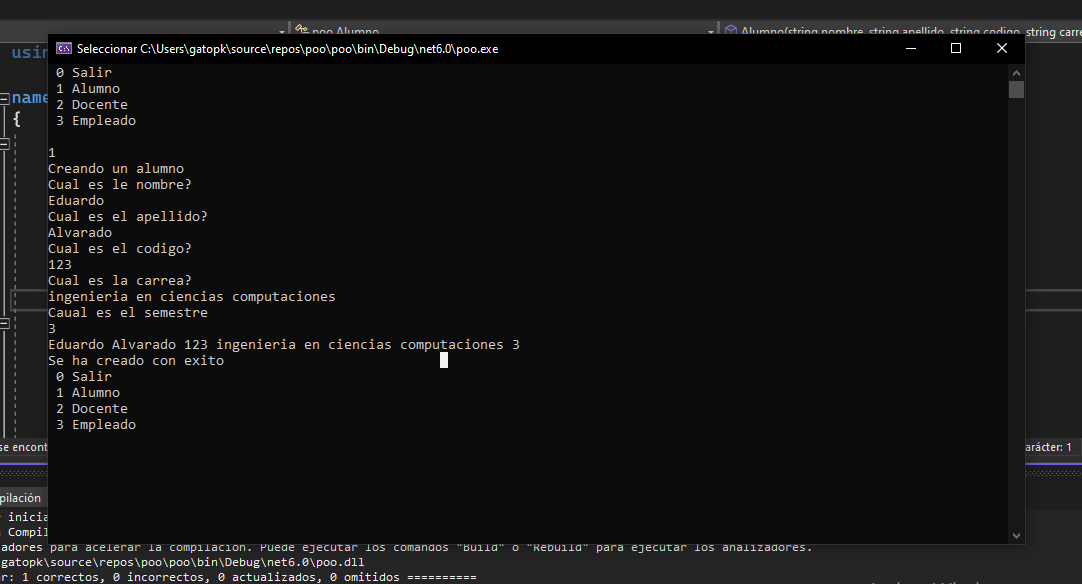 poo.Alumno
Alumno(string nombre, string apellido, string codigo, string carre
Seleccionar C:\Users\gatopk\source\repos\poo\poo\bin\Debug\net6.0\poo.exe
usin
name
{
0 Salir
1 Alumno
2 Docente
3 Empleado
1
Creando un alumno
Cual es le nombre?
Eduardo
Cual es el apellido?
Alvarado
Cual es el codigo?
123
Cual es la carrea?
ingenieria en ciencias computaciones
Caual es el semestre
3
Eduardo Alvarado 123 ingenieria en ciencias computaciones 3
Se ha creado con exito
0 Salir
1 Alumno
2 Docente
3 Empleado
se encont
arácter: 1
pilación
inicia
Compil
adores para acelerar la compilación. Puede ejecutar los comandos "Build" o "Rebuild" para ejecutar los analizadores.
gatopk\source\repos\poo\poo\bin\Debug\net6.0\poo.dll
r: 1 correctos, 0 incorrectos, 0 actualizados, 0 omitidos ==========